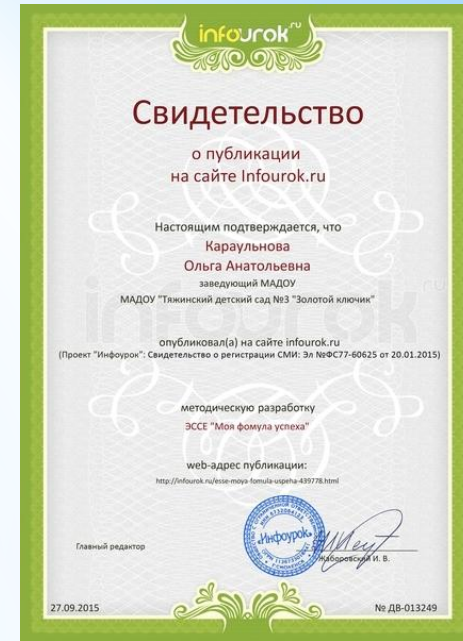 infourok.ru
Свидетельство
о публикации
на сайте Infourok.ru
Настоящим подтверждается, что
Караульнова
Ольга Анатольевна
заведующий МАДОУ
МАДОУ "Тяжинский детский сад №3 "Золотой ключик"
опубликовал(а) на сайте infourok.ru
(Проект "Инфоурок": Свидетельство о регистрации СМИ: Эл №ФС77-60625 от 20.01.2015)
методическую разработку
ЭССЕ "Моя фомула успеха"
web-адрес публикации:
http://infourok.ru/esse-moya-fomula-uspeha-439778.html
«Инфоурок»
Главный редактор
Жаборовский И. В.
27.09.2015
№ ДВ-013249